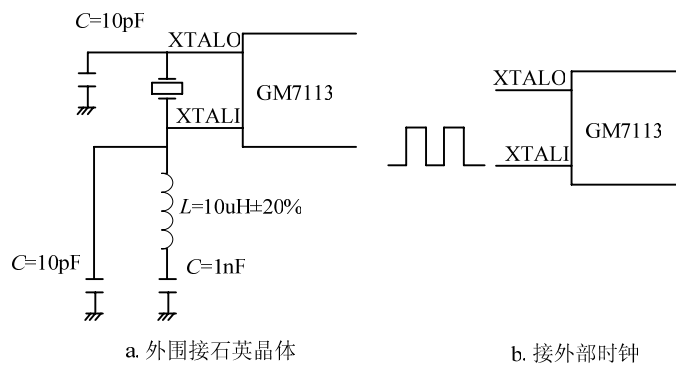 C=10pF
XTALO
GM7113
XTALI
L=10uH±20%
C=10pF
C=1nF
a. 外围接石英晶体
XTALO
GM7113
XTALI
b. 接外部时钟